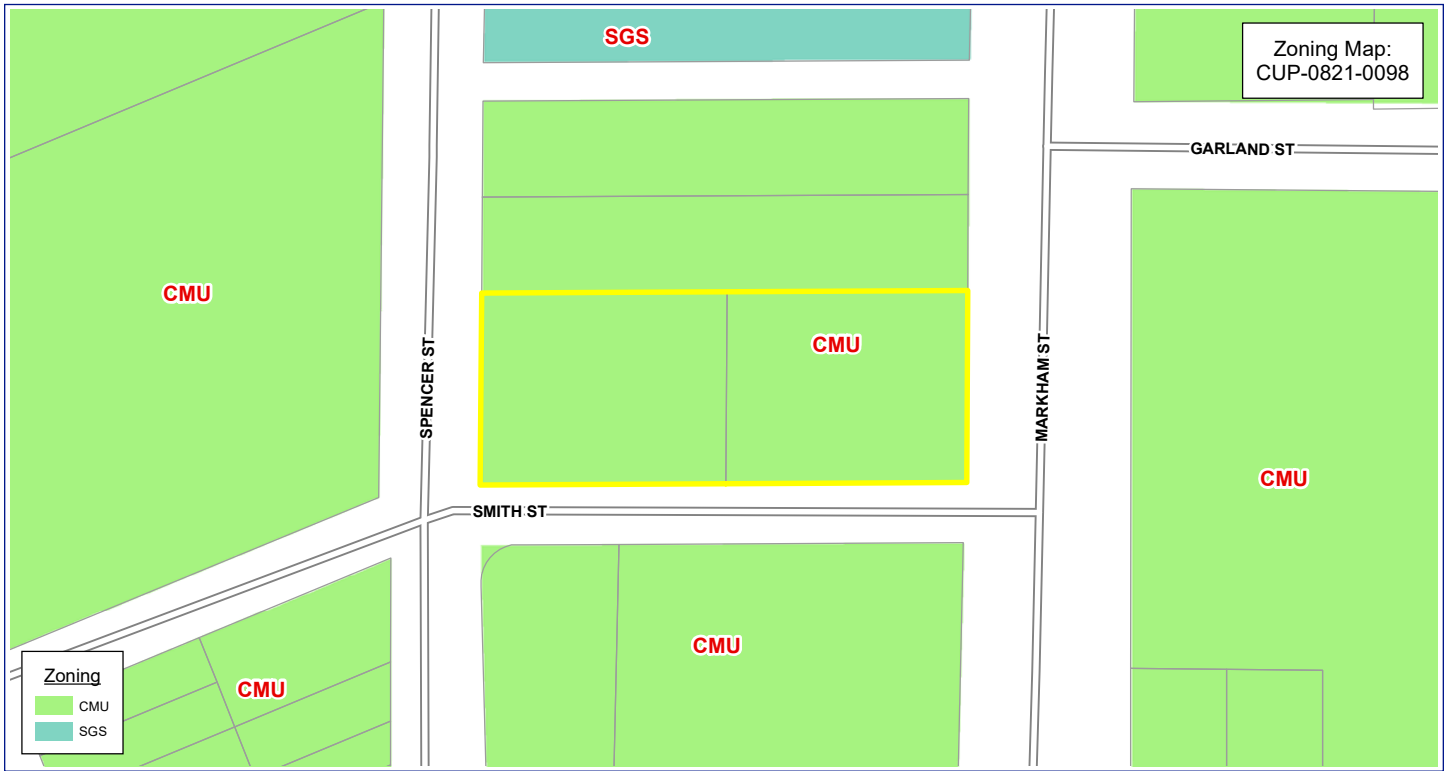 SGS
Zoning Map:
CUP-0821-0098
GARLAND ST
CMU
CMU
SPENCER ST
MARKHAM ST
CMU
SMITH ST
CMU
CMU
Zoning
CMU
SGS